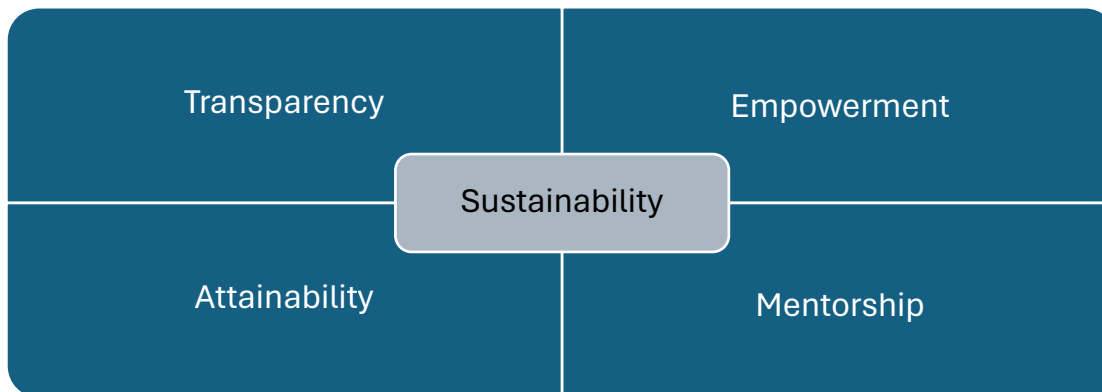 Transparency
Empowerment
Sustainability
Attainability
Mentorship